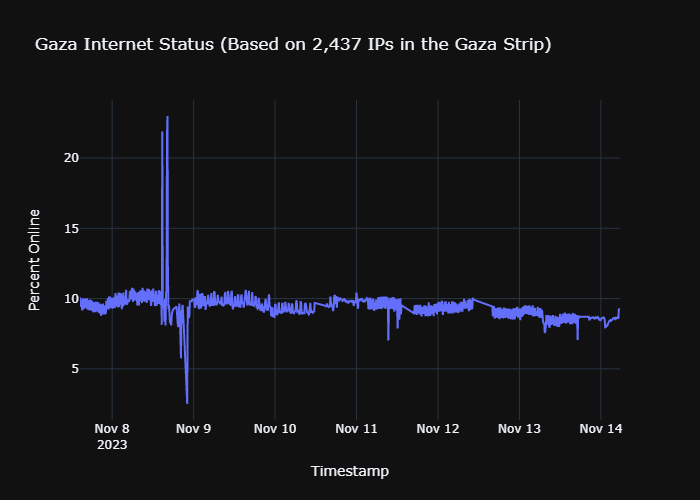 Gaza Internet Status (Based on 2,437 IPs in the Gaza Strip)
Percent Online
20
15
10
5
Nov 8 Nov 9 Nov 10 Nov 11 Nov 12 Nov 13 Nov 14
2023
Timestamp